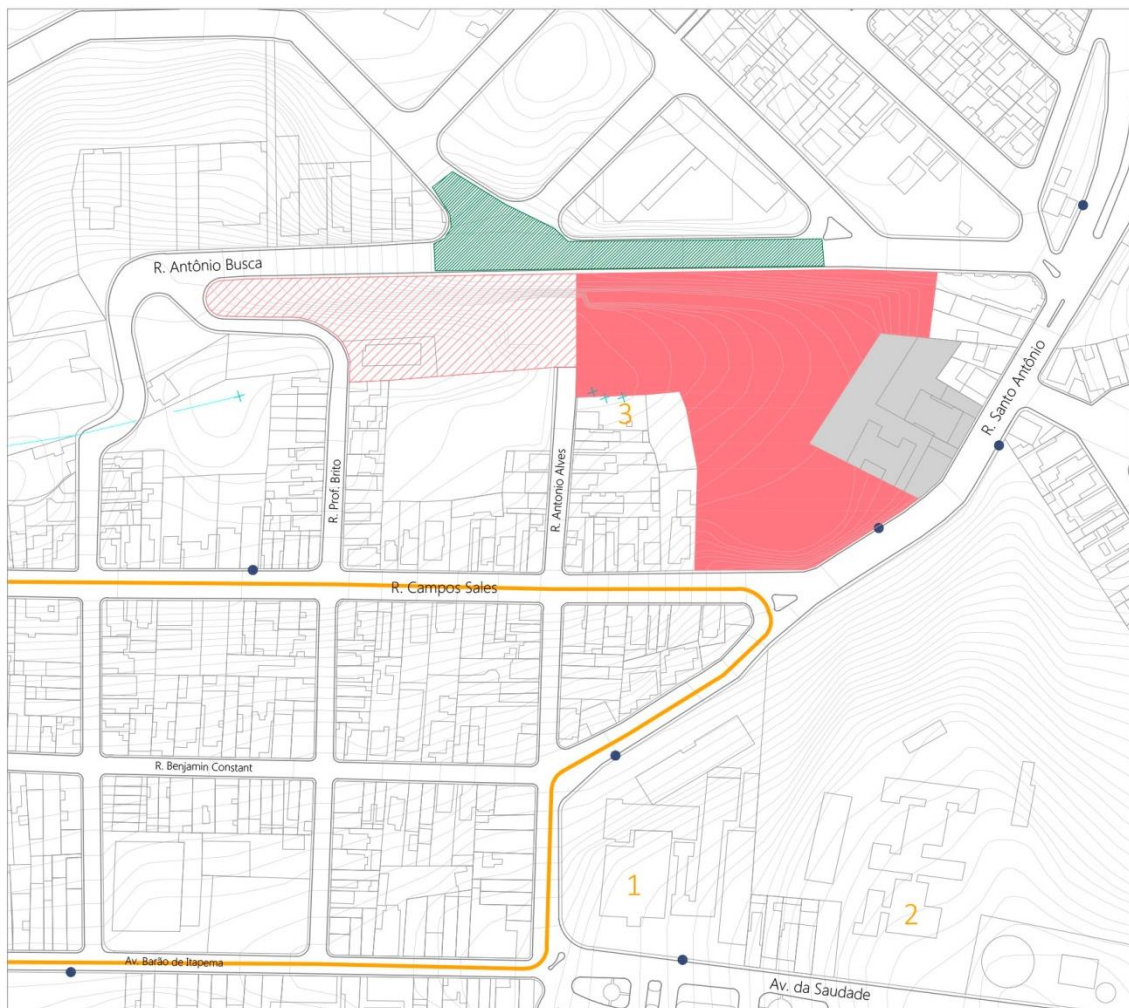 R. Antônio Busca
R. Santo Antônio
3
R. Prof. Brito
R. Antonio Alves
R. Campos Sales
R. Benjamin Constant
1
2
Av. Barão de Itapema
Av. da Saudade